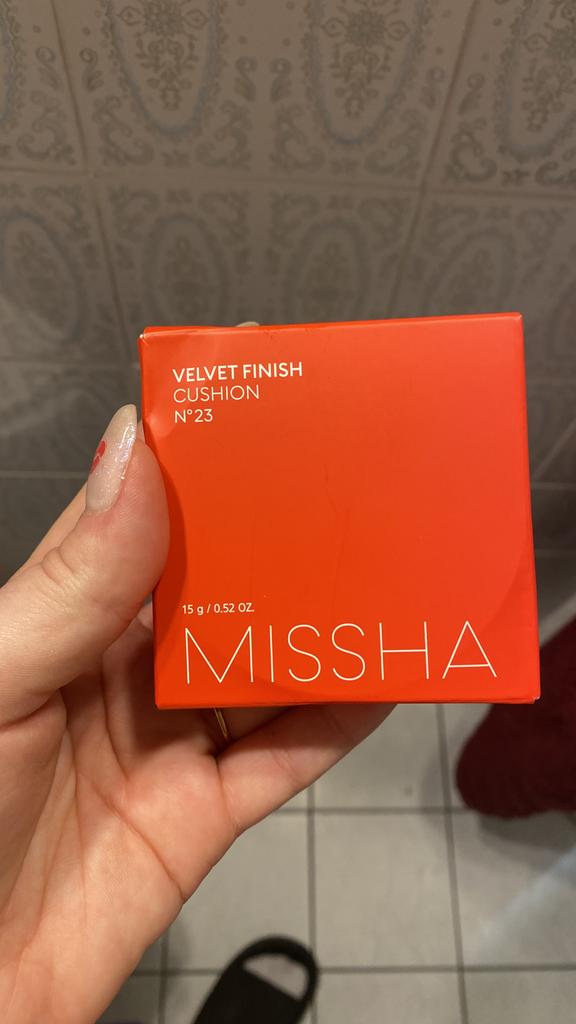 VELVET FINISH
CUSHION
N°23
15 g / 0.52 OZ.
MISSHA